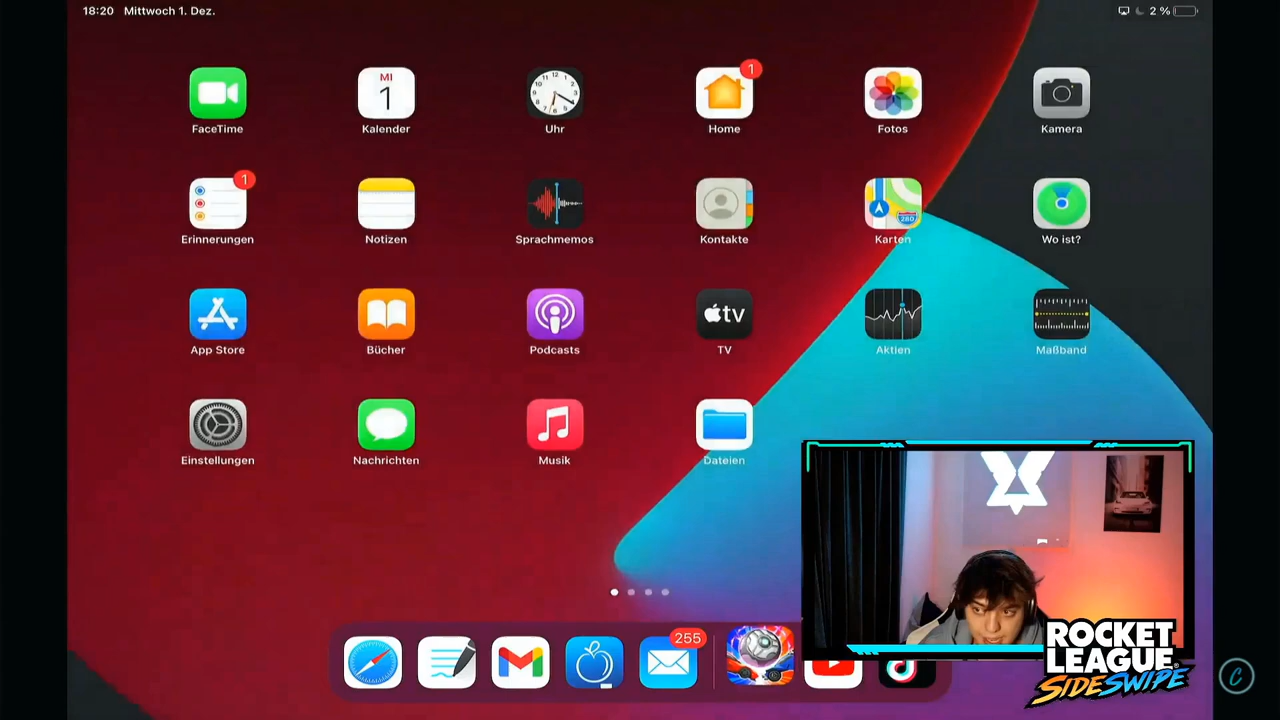 18:20 Mittwoch 1. Dez.
2 %
MI
1
12
1
FaceTime
Kalender
Uhr
Home
Fotos
Kamera
1
280
Erinnerungen
Notizen
Sprachmemos
Kontakte
Karten
Wo ist?
tv
App Store
Bücher
Podcasts
TV
Aktien
Maßband
Einstellungen
Nachrichten
Musik
Dateien
255
ROCKET
LEAGUE
SIDESWIPE
C